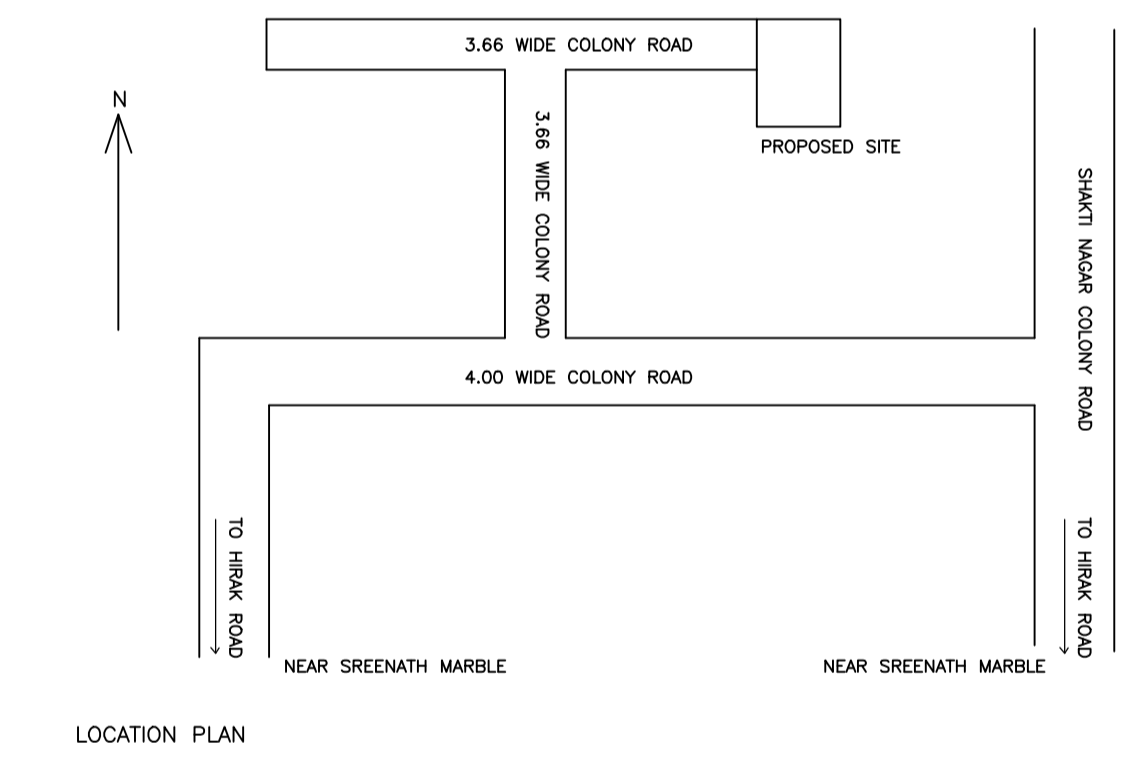 3.66 WIDE COLONY ROAD
N
3.66 WIDE COLONY ROAD
PROPOSED SITE
SHAKTI NAGAR COLONY ROAD
4.00 WIDE COLONY ROAD
TO HIRAK ROAD
TO HIRAK ROAD
NEAR SREENATH MARBLE
NEAR SREENATH MARBLE
LOCATION PLAN